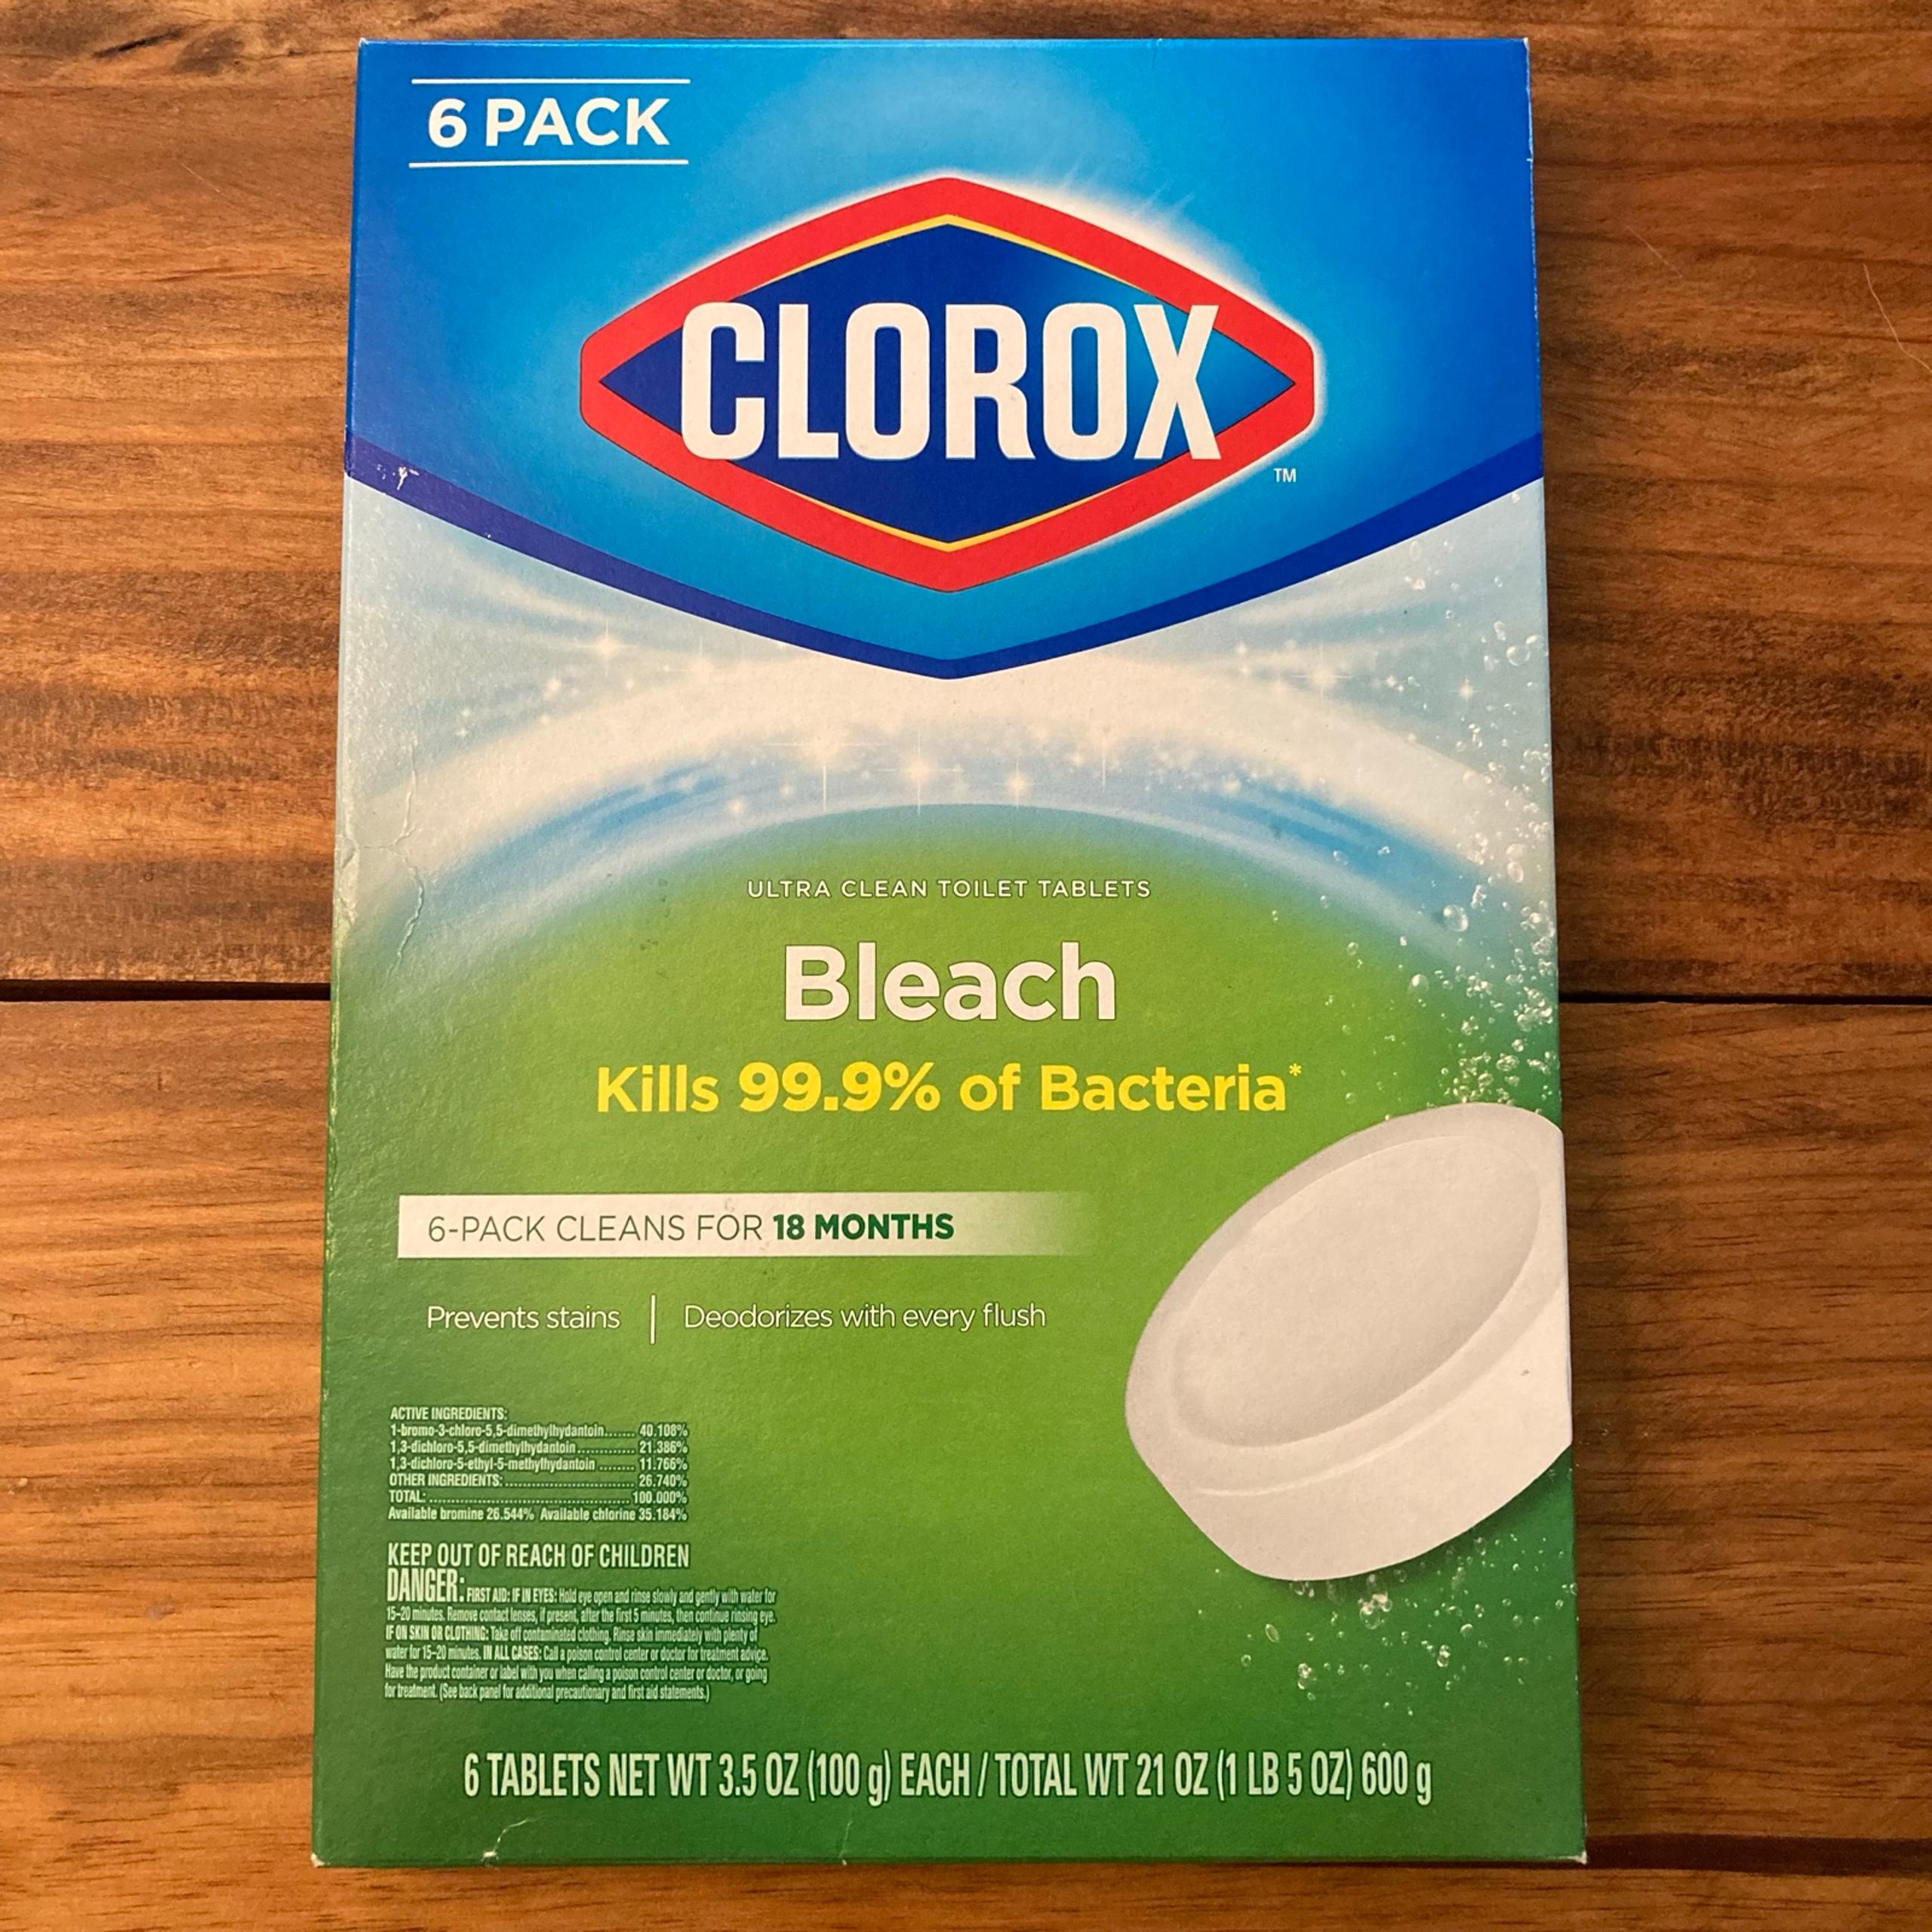 6 PACK
CLOROX
TM
ULTRA CLEAN TOILET TABLETS
Bleach
Kills 99.9% of Bacteria*
6-PACK CLEANS FOR 18 MONTHS
Prevents stains | Deodorizes with every flush
ACTIVE INGREDIENTS:
1-bromo-3-chloro-5,5-dimethylhydantoin....... 40.108%
1,3-dichloro-5,5-dimethylhydantoin............. 21.386%
1,3-dichloro-5-ethyl-5-methylhydantoin ........ 11.766%
OTHER INGREDIENTS: ............................. 26.740%
TOTAL: ............................................. 100.000%
Available bromine 26.544% Available chlorine 35.184%
KEEP OUT OF REACH OF CHILDREN
DANGER: FIRST AID: IF IN EYES: Hold eye open and rinse slowly and gently with water for
15–20 minutes. Remove contact lenses, if present, after the first 5 minutes, then continue rinsing eye.
IF ON SKIN OR CLOTHING: Take off contaminated clothing. Rinse skin immediately with plenty of
water for 15–20 minutes. IN ALL CASES: Call a poison control center or doctor for treatment advice.
Have the product container or label with you when calling a poison control center or doctor, or going
for treatment. (See back panel for additional precautionary and first aid statements.)
6 TABLETS NET WT 3.5 OZ (100 g) EACH / TOTAL WT 21 OZ (1 LB 5 OZ) 600 g